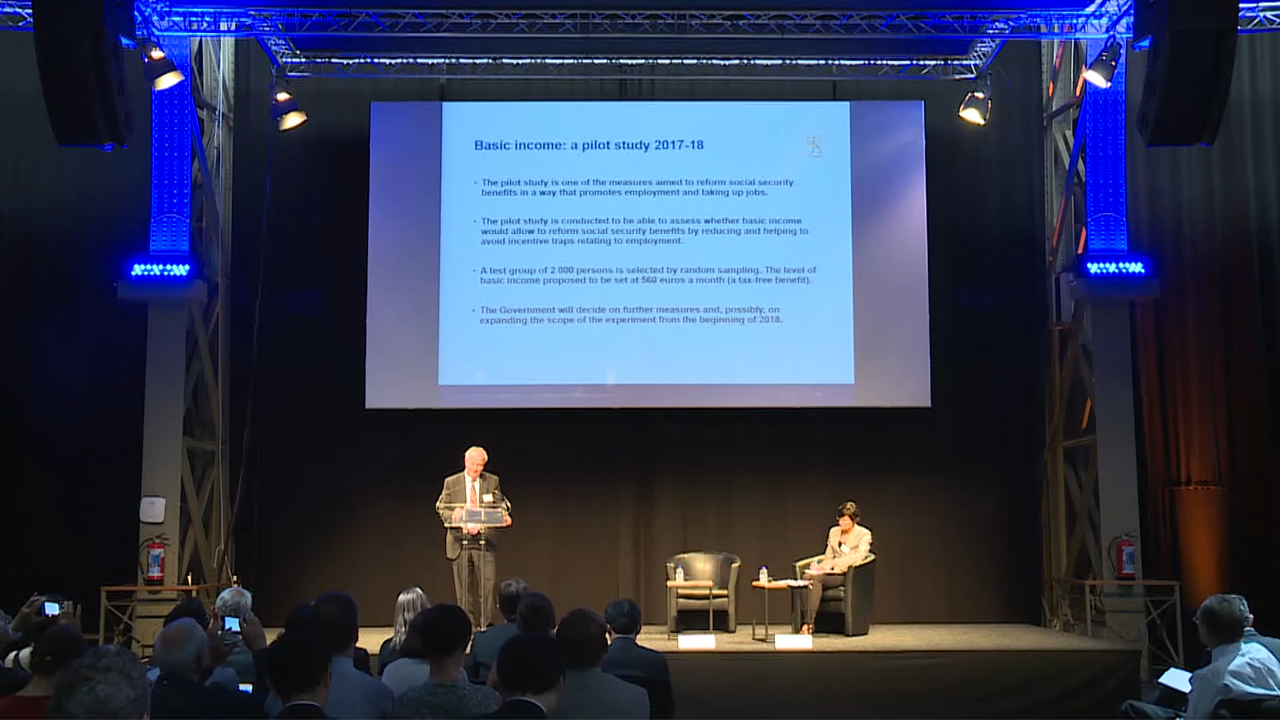 Basic income: a pilot study 2017-18
· The pilot study is one of the measures aimed to reform social security
benefits in a way that promotes employment and taking up jobs.
· The pilot study is conducted to be able to assess whether basic income
would allow to reform social security benefits by reducing and helping to
avoid incentive traps relating to employment.
· A test group of 2 000 persons is selected by random sampling. The level of
basic income proposed to be set at 560 euros a month (a tax-free benefit).
· The Government will decide on further measures and, possibly, on
expanding the scope of the experiment from the beginning of 2018.